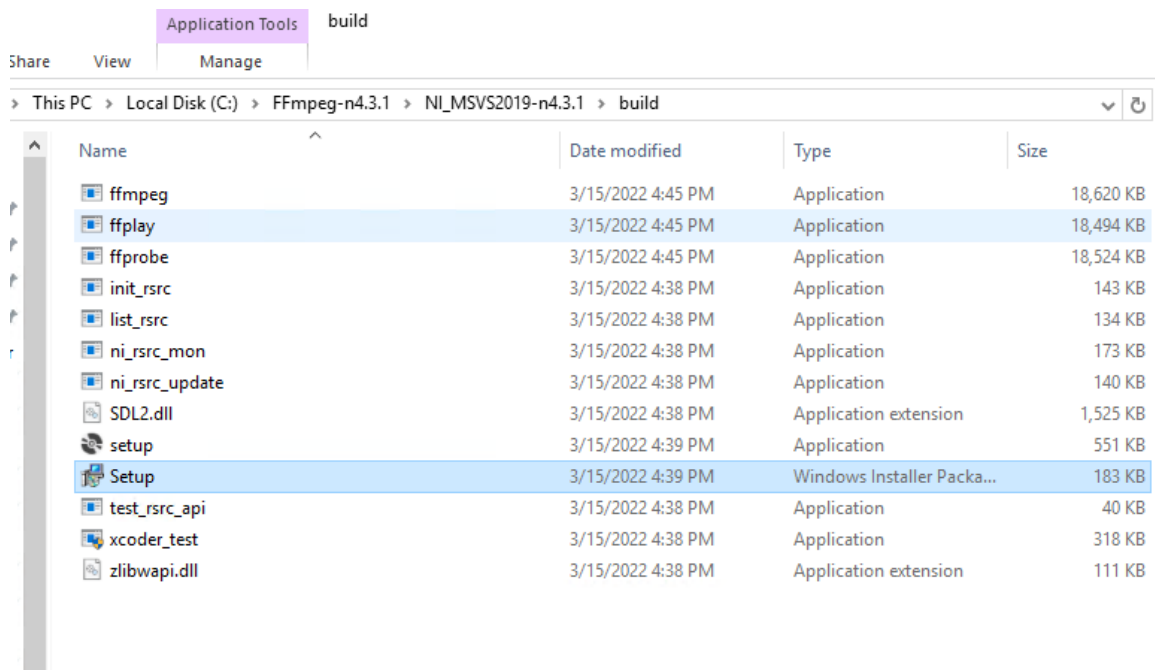 Application Tools build
Share View Manage
This PC > Local Disk (C:) > FFmpeg-n4.3.1 > NI_MSVS2019-n4.3.1 > build
Name Date modified Type Size
ffmpeg 3/15/2022 4:45 PM Application 18,620 KB
ffplay 3/15/2022 4:45 PM Application 18,494 KB
ffprobe 3/15/2022 4:45 PM Application 18,524 KB
init_rsrc 3/15/2022 4:38 PM Application 143 KB
list_rsrc 3/15/2022 4:38 PM Application 134 KB
ni_rsrc_mon 3/15/2022 4:38 PM Application 173 KB
ni_rsrc_update 3/15/2022 4:38 PM Application 140 KB
SDL2.dll 3/15/2022 4:38 PM Application extension 1,525 KB
setup 3/15/2022 4:39 PM Application 551 KB
Setup 3/15/2022 4:39 PM Windows Installer Packa... 183 KB
test_rsrc_api 3/15/2022 4:38 PM Application 40 KB
xcoder_test 3/15/2022 4:38 PM Application 318 KB
zlibwapi.dll 3/15/2022 4:38 PM Application extension 111 KB